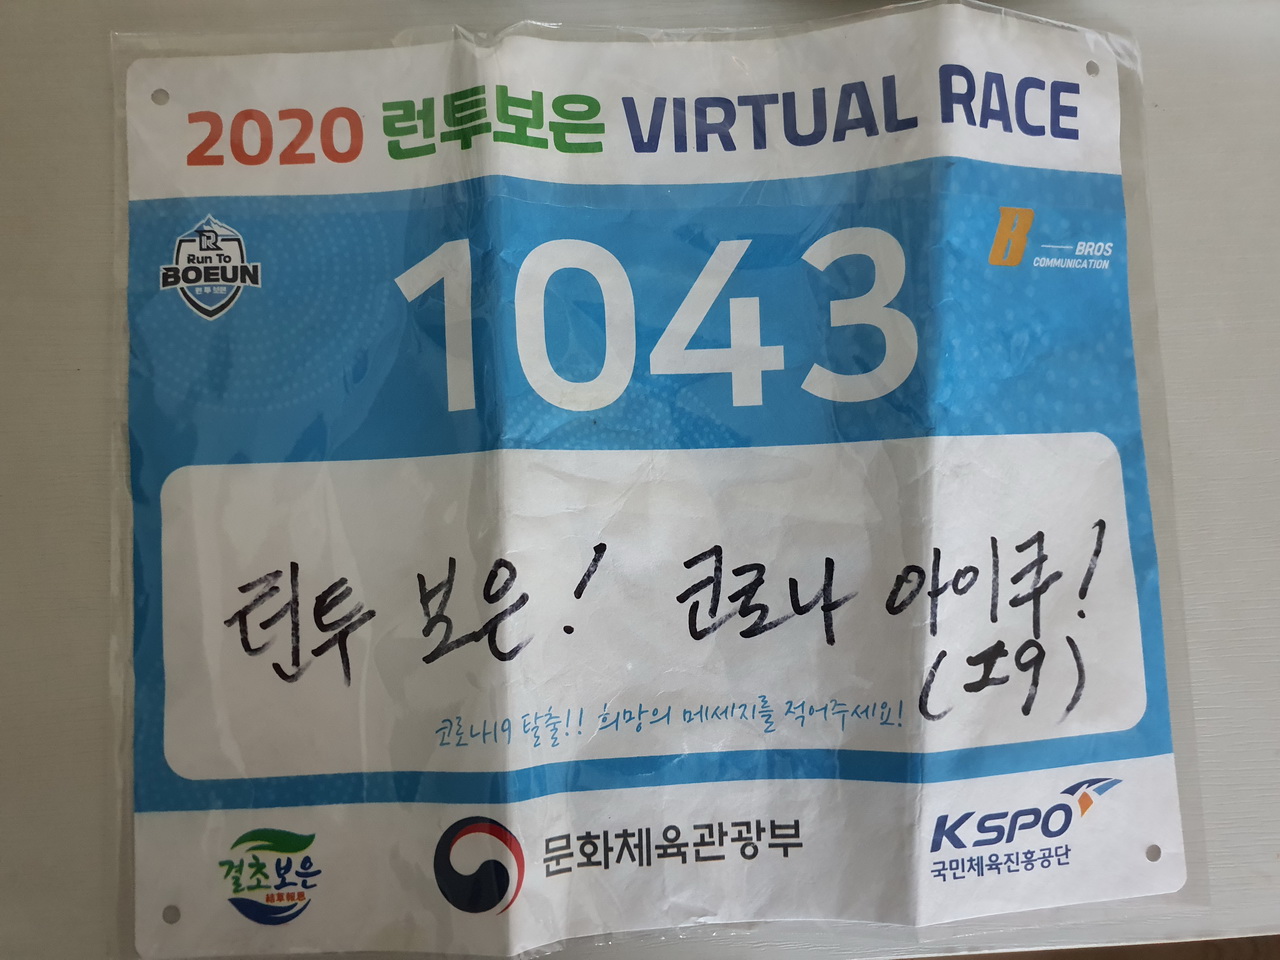 2020 런투보은 VIRTUAL RACE
R
Run To
BOEUN
런 투 보은
1043
B
BROS
COMMUNICATION
런투 보은! 코로나 아이쿠!
(19)
코로나19 탈출!! 희망의 메세지를 적어주세요!
결초보은
結草報恩
문화체육관광부
KSPO
국민체육진흥공단